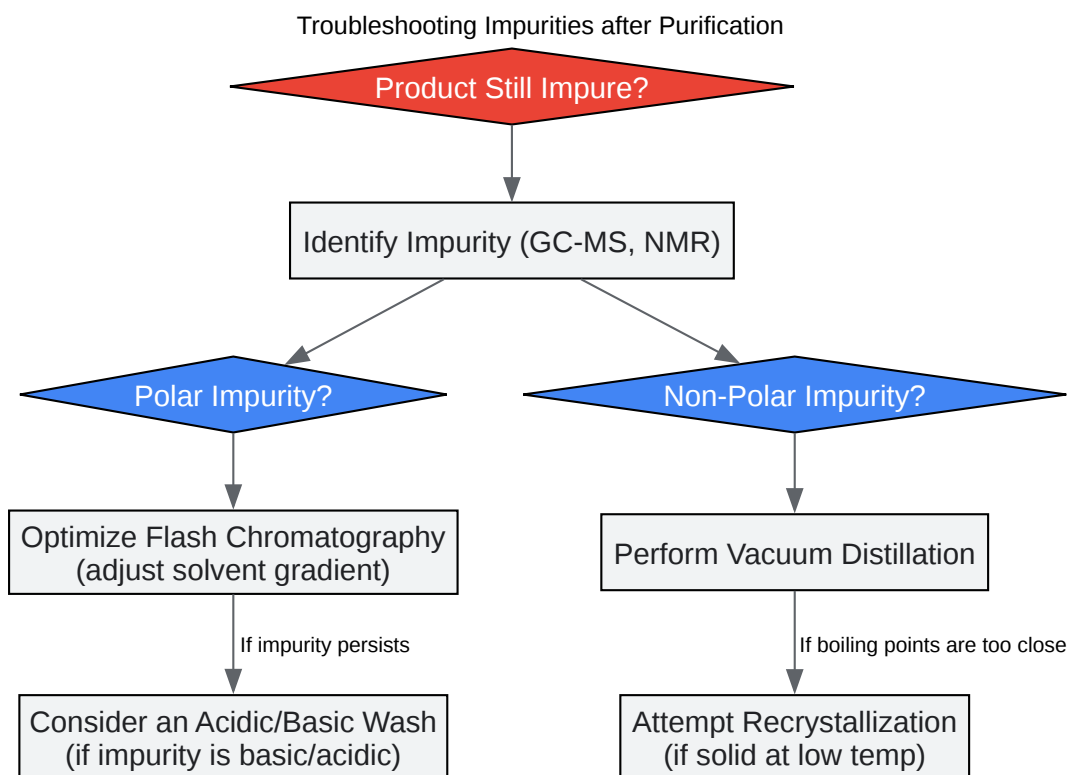 Troubleshooting Impurities after Purification
Product Still Impure?
Identify Impurity (GC-MS, NMR)
Polar Impurity?
Non-Polar Impurity?
Optimize Flash Chromatography
(adjust solvent gradient)
Perform Vacuum Distillation
If impurity persists
If boiling points are too close
Consider an Acidic/Basic Wash
(if impurity is basic/acidic)
Attempt Recrystallization
(if solid at low temp)